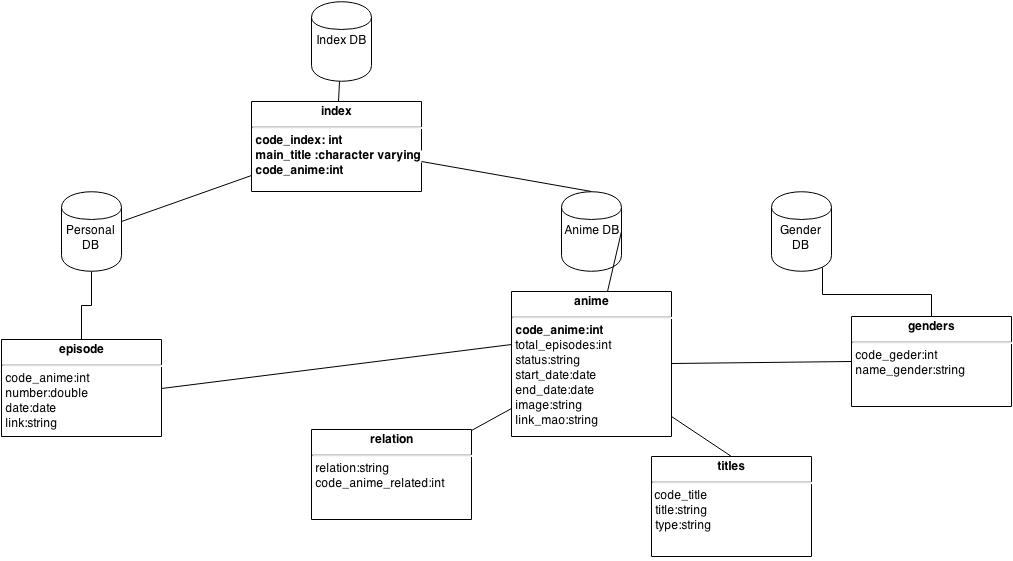 Index DB
index
code_index: int
main_title :character varying
code_anime:int
Personal
DB
Anime DB
Gender
DB
anime
code_anime:int
total_episodes:int
status:string
start_date:date
end_date:date
image:string
link_mao:string
genders
code_geder:int
name_gender:string
episode
code_anime:int
number:double
date:date
link:string
relation
relation:string
code_anime_related:int
titles
code_title
title:string
type:string